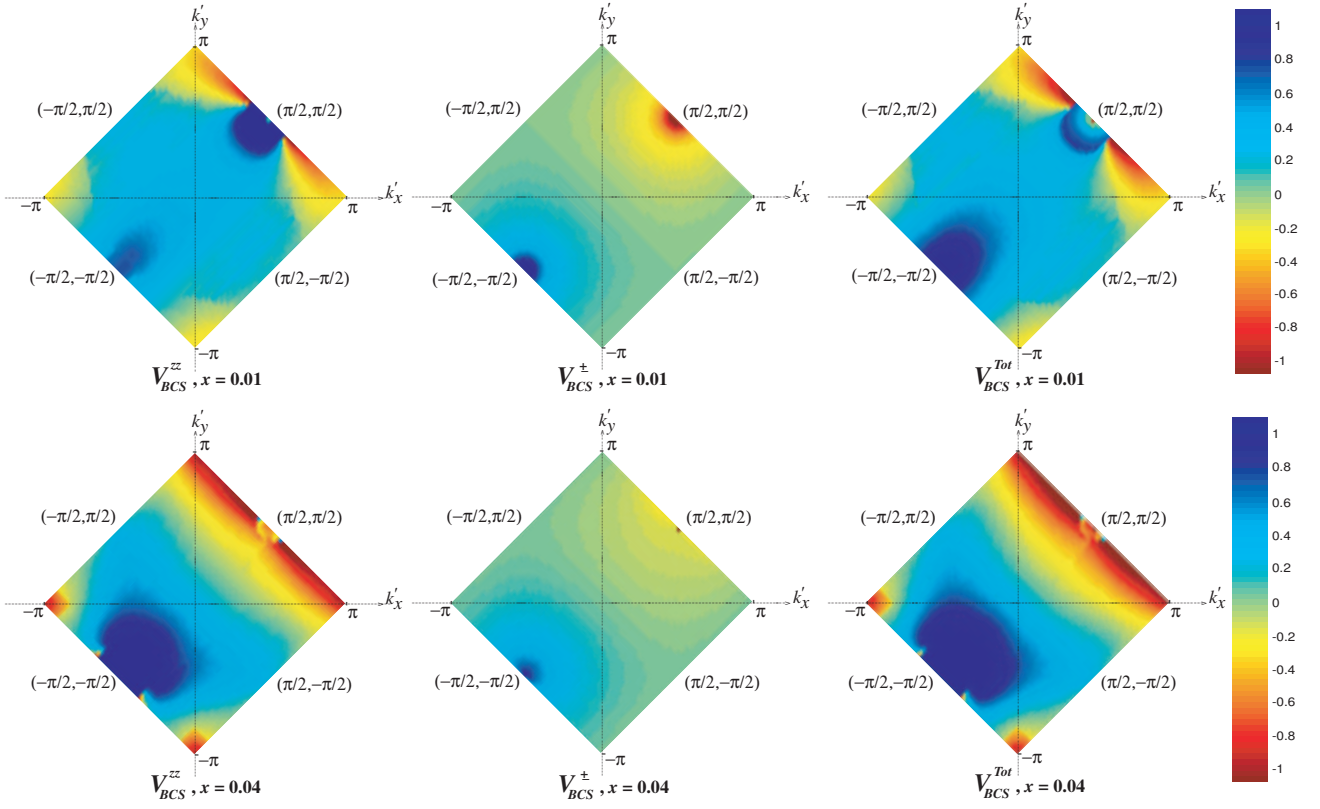 k′y
π
(−π/2,π/2)
(π/2,π/2)
−π
π
k′x
(−π/2,−π/2)
(π/2,−π/2)
−π
V^zz_BCS , x = 0.01
k′y
π
(−π/2,π/2)
(π/2,π/2)
−π
π
k′x
(−π/2,−π/2)
(π/2,−π/2)
−π
V^±_BCS , x = 0.01
k′y
π
(−π/2,π/2)
(π/2,π/2)
−π
π
k′x
(−π/2,−π/2)
(π/2,−π/2)
−π
V^Tot_BCS , x = 0.01
1
0.8
0.6
0.4
0.2
0
-0.2
-0.4
-0.6
-0.8
-1
k′y
π
(−π/2,π/2)
(π/2,π/2)
−π
π
k′x
(−π/2,−π/2)
(π/2,−π/2)
−π
V^zz_BCS , x = 0.04
k′y
π
(−π/2,π/2)
(π/2,π/2)
−π
π
k′x
(−π/2,−π/2)
(π/2,−π/2)
−π
V^±_BCS , x = 0.04
k′y
π
(−π/2,π/2)
(π/2,π/2)
−π
π
k′x
(−π/2,−π/2)
(π/2,−π/2)
−π
V^Tot_BCS , x = 0.04
1
0.8
0.6
0.4
0.2
0
-0.2
-0.4
-0.6
-0.8
-1